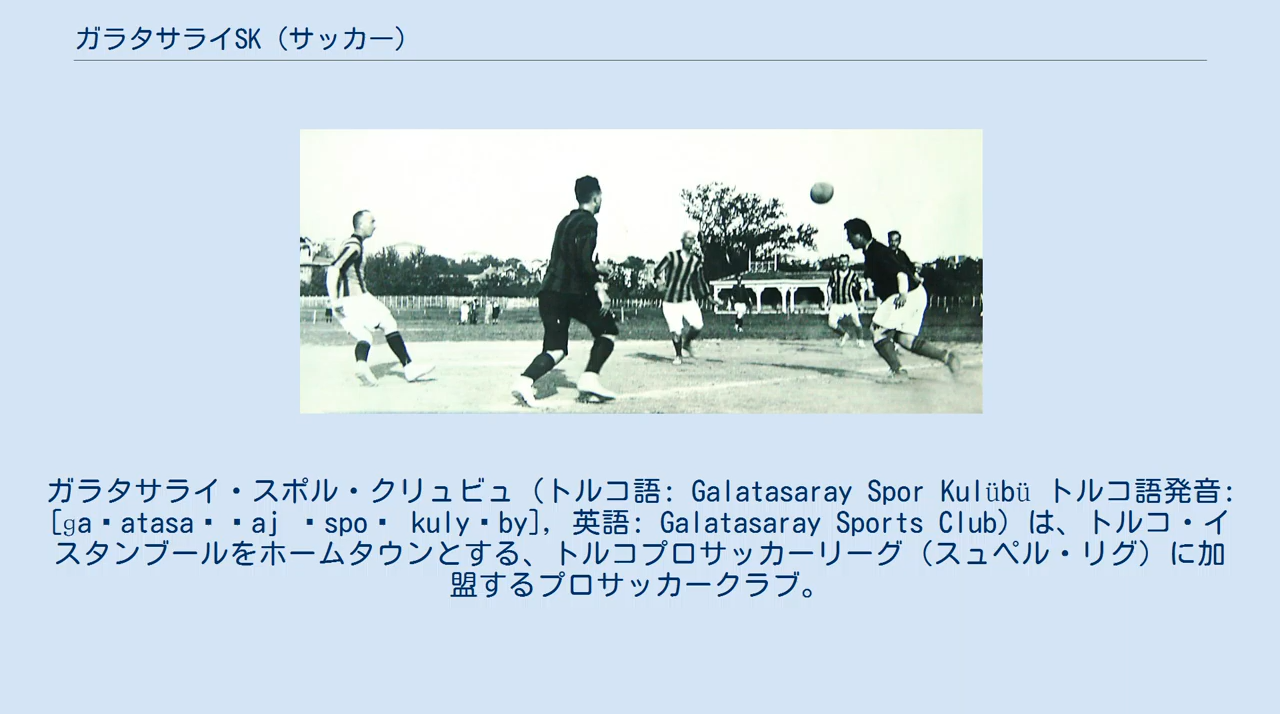 ガラタサライSK（サッカー）
ガラタサライ・スポル・クリュビュ（トルコ語: Galatasaray Spor Kulübü トルコ語発音:
[ɡa▪atasa▪▪aj ▪spo▪ kuly▪by], 英語: Galatasaray Sports Club）は、トルコ・イ
スタンブールをホームタウンとする、トルコプロサッカーリーグ（スュペル・リグ）に加
盟するプロサッカークラブ。